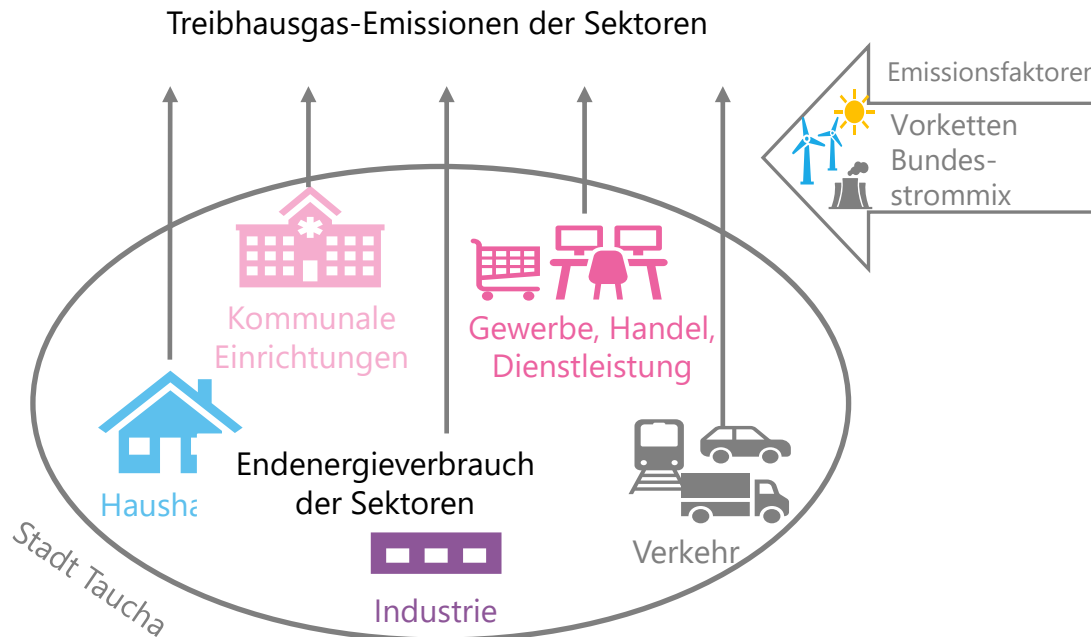 Treibhausgas-Emissionen der Sektoren
Emissionsfaktoren
Vorketten
Bundes-
strommix
Kommunale
Einrichtungen
Gewerbe, Handel,
Dienstleistung
Endenergieverbrauch
der Sektoren
Verkehr
Industrie
Stadt Taucha